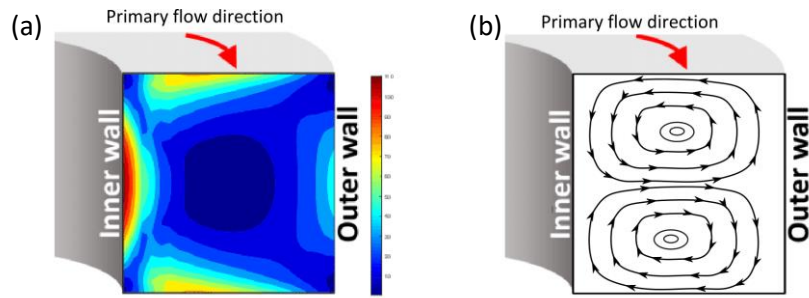 (a)
Primary flow direction
Inner wall
Outer wall
(b)
Primary flow direction
Inner wall
Outer wall